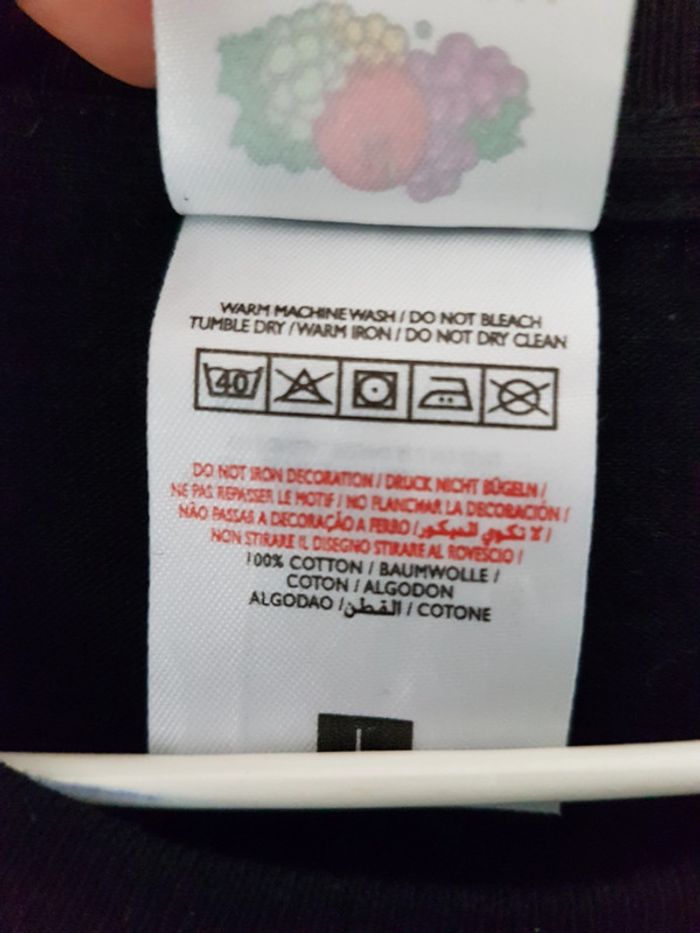 WARM MACHINE WASH / DO NOT BLEACH
TUMBLE DRY / WARM IRON / DO NOT DRY CLEAN
40
DO NOT IRON DECORATION / DRUCK NICHT BÜGELN /
NE PAS REPASSER LE MOTIF / NO PLANCHAR LA DECORACIÓN /
NÃO PASSAR A DECORAÇÃO A FERRO / لا تكوي الديكور /
NON STIRARE IL DISEGNO STIRARE AL ROVESCIO /
100% COTTON / BAUMWOLLE /
COTON / ALGODON
ALGODAO / القطن / COTONE